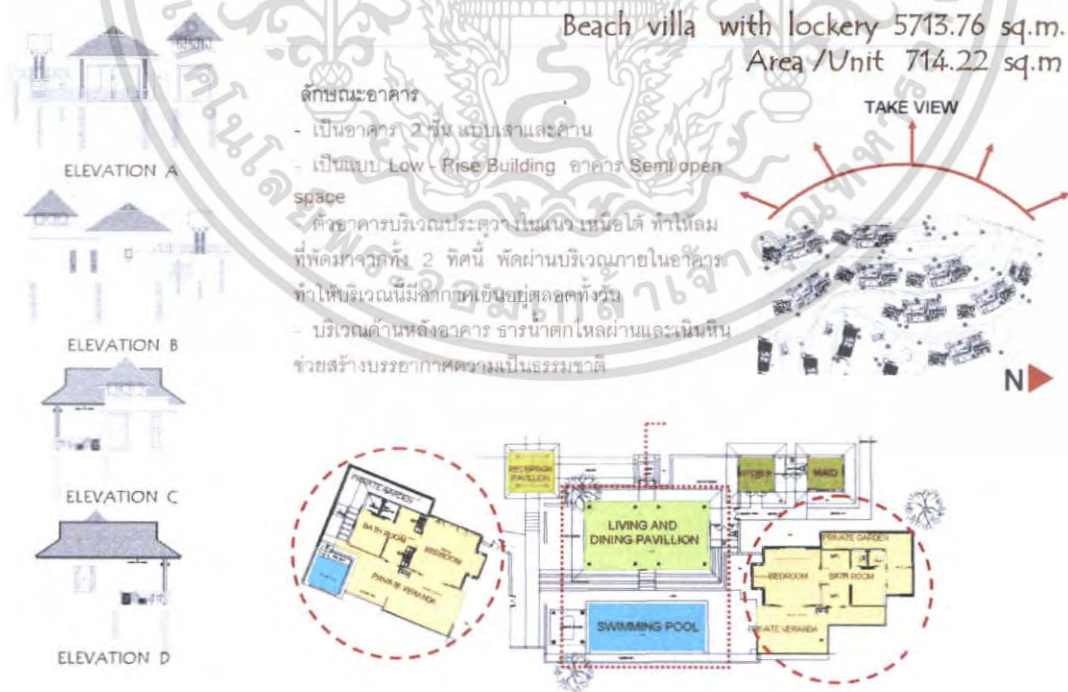 Beach villa with lockery 5713.76 sq.m.
Area /Unit 714.22 sq.m
ลักษณะอาคาร
- เป็นอาคาร 2 ชั้น แบบเสาและคาน
- เป็นแบบ Low - Rise Building อาคาร Semi open
space
- ตัวอาคารบริเวณประตูวางในแนว เหนือใต้ ทำให้ลม
ที่พัดมาจากทั้ง 2 ทิศนี้ พัดผ่านบริเวณภายในอาคาร
ทำให้บริเวณนี้มีอากาศเย็นอยู่ตลอดทั้งวัน
- บริเวณด้านหลังอาคาร ธารน้ำตกไหลผ่านและเนินหิน
ช่วยสร้างบรรยากาศความเป็นธรรมชาติ
TAKE VIEW
N
ELEVATION A
ELEVATION B
ELEVATION C
ELEVATION D
PRIVATE GARDEN
BATH ROOM
BEDROOM
PRIVATE VERANDA
RECEPTION
PAVILLION
LIVING AND
DINING PAVILLION
SWIMMING POOL
MAID
PRIVATE GARDEN
BEDROOM
BATH ROOM
PRIVATE VERANDA